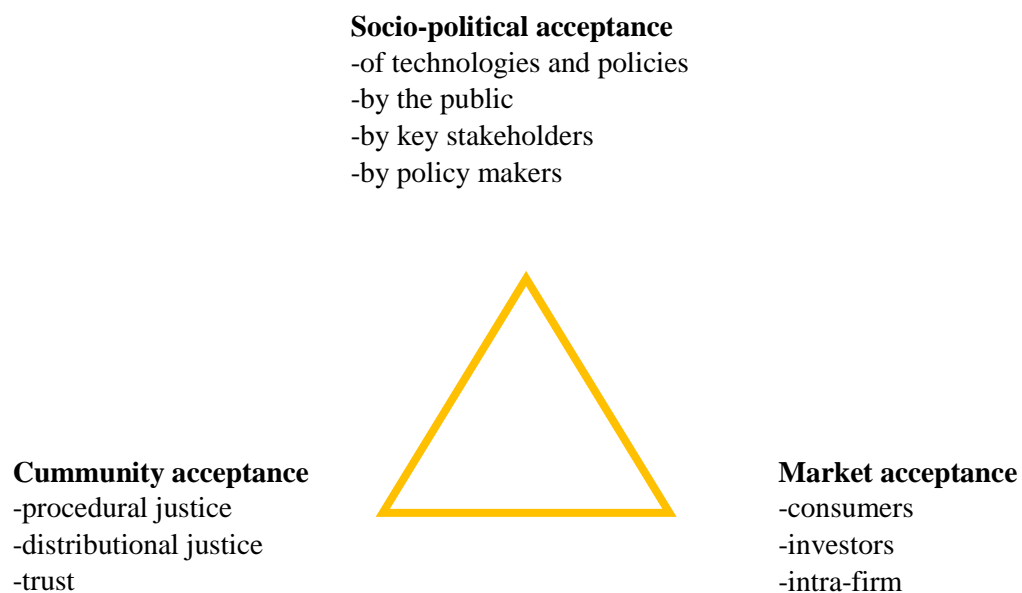 Socio-political acceptance
-of technologies and policies
-by the public
-by key stakeholders
-by policy makers
Cummunity acceptance
-procedural justice
-distributional justice
-trust
Market acceptance
-consumers
-investors
-intra-firm